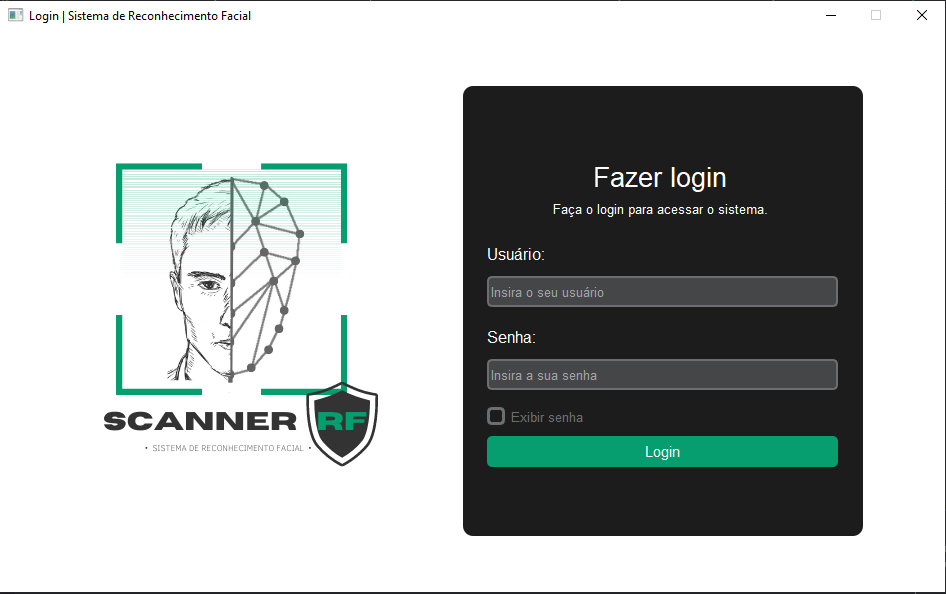 Login | Sistema de Reconhecimento Facial
SCANNER RF
• SISTEMA DE RECONHECIMENTO FACIAL •
Fazer login
Faça o login para acessar o sistema.
Usuário:
Insira o seu usuário
Senha:
Insira a sua senha
Exibir senha
Login